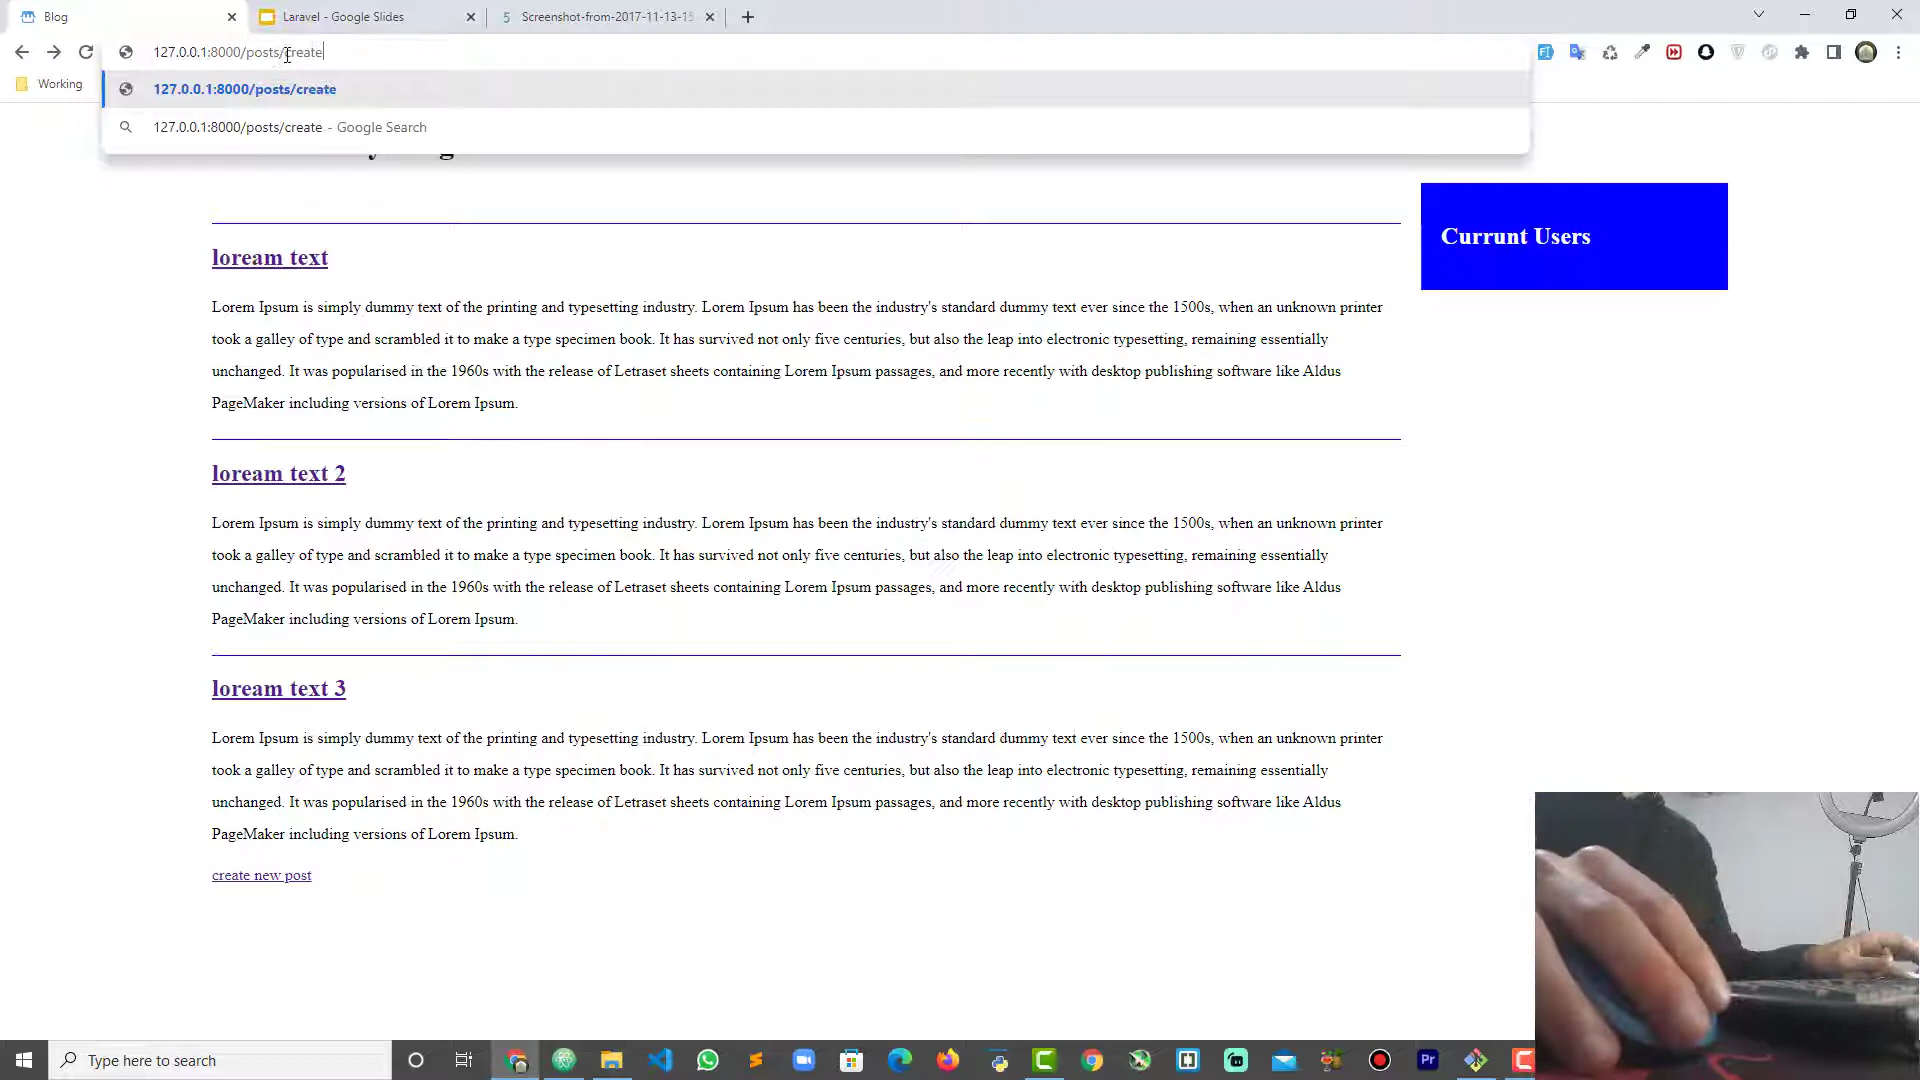 Blog
Laravel - Google Slides
Screenshot-from-2017-11-13-15
127.0.0.1:8000/posts/create
Working
127.0.0.1:8000/posts/create
127.0.0.1:8000/posts/create - Google Search
Currunt Users
loream text
Lorem Ipsum is simply dummy text of the printing and typesetting industry. Lorem Ipsum has been the industry's standard dummy text ever since the 1500s, when an unknown printer
took a galley of type and scrambled it to make a type specimen book. It has survived not only five centuries, but also the leap into electronic typesetting, remaining essentially
unchanged. It was popularised in the 1960s with the release of Letraset sheets containing Lorem Ipsum passages, and more recently with desktop publishing software like Aldus
PageMaker including versions of Lorem Ipsum.
loream text 2
Lorem Ipsum is simply dummy text of the printing and typesetting industry. Lorem Ipsum has been the industry's standard dummy text ever since the 1500s, when an unknown printer
took a galley of type and scrambled it to make a type specimen book. It has survived not only five centuries, but also the leap into electronic typesetting, remaining essentially
unchanged. It was popularised in the 1960s with the release of Letraset sheets containing Lorem Ipsum passages, and more recently with desktop publishing software like Aldus
PageMaker including versions of Lorem Ipsum.
loream text 3
Lorem Ipsum is simply dummy text of the printing and typesetting industry. Lorem Ipsum has been the industry's standard dummy text ever since the 1500s, when an unknown printer
took a galley of type and scrambled it to make a type specimen book. It has survived not only five centuries, but also the leap into electronic typesetting, remaining essentially
unchanged. It was popularised in the 1960s with the release of Letraset sheets containing Lorem Ipsum passages, and more recently with desktop publishing software like Aldus
PageMaker including versions of Lorem Ipsum.
create new post
Type here to search
Pr